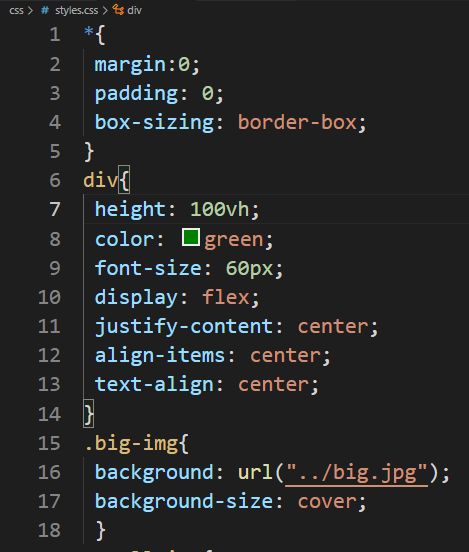 css > # styles.css > div
1 *{
2 margin:0;
3 padding: 0;
4 box-sizing: border-box;
5 }
6 div{
7 height: 100vh;
8 color: green;
9 font-size: 60px;
10 display: flex;
11 justify-content: center;
12 align-items: center;
13 text-align: center;
14 }
15 .big-img{
16 background: url("../big.jpg");
17 background-size: cover;
18 }